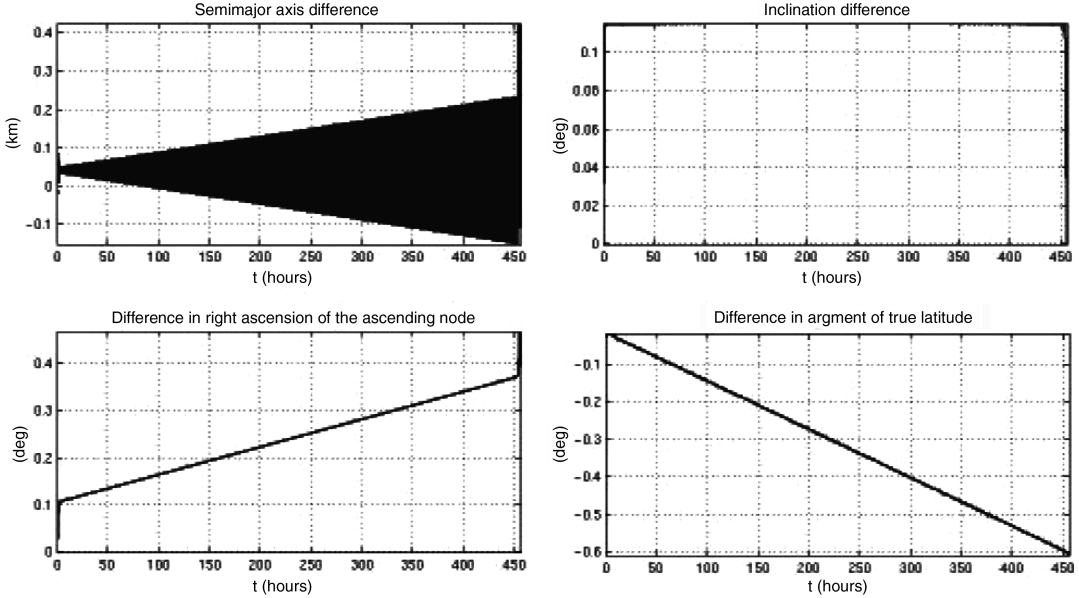 Semimajor axis difference
0.4
0.3
0.2
0.1
0
−0.1
(km)
0 50 100 150 200 250 300 350 400 450
t (hours)
Inclination difference
0.1
0.08
0.06
0.04
0.02
0
(deg)
0 50 100 150 200 250 300 350 400 450
t (hours)
Difference in right ascension of the ascending node
0.4
0.3
0.2
0.1
0
(deg)
0 50 100 150 200 250 300 350 400 450
t (hours)
Difference in argment of true latitude
−0.1
−0.2
−0.3
−0.4
−0.5
−0.6
(deg)
0 50 100 150 200 250 300 350 400 450
t (hours)